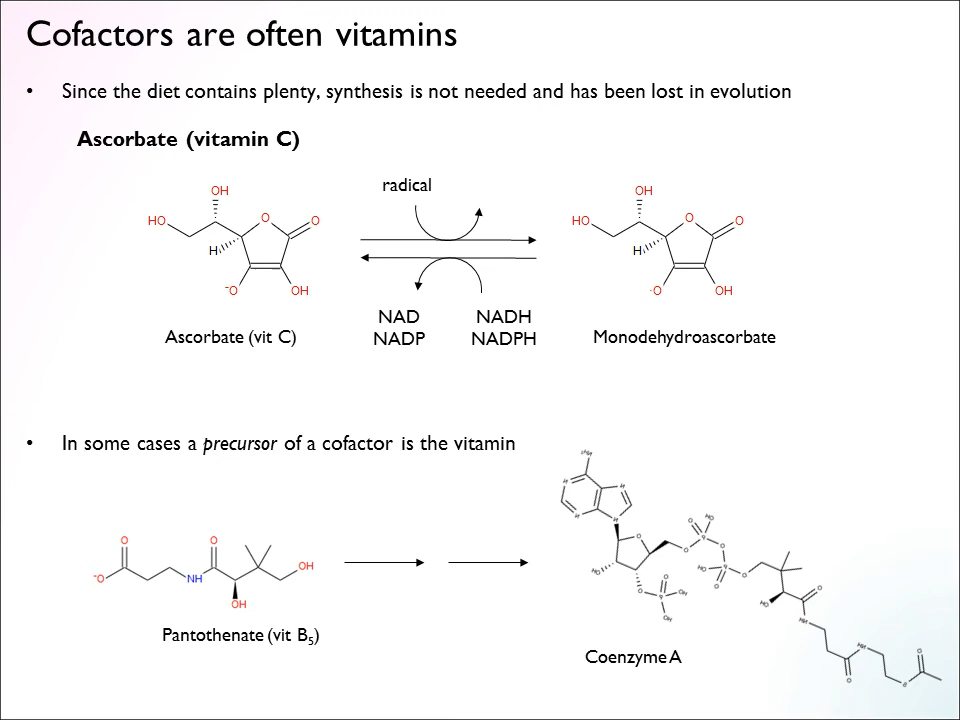 Cofactors are often vitamins
• Since the diet contains plenty, synthesis is not needed and has been lost in evolution
Ascorbate (vitamin C)
radical
OH
HO
O
O
H
-O
OH
OH
HO
O
O
H
·O
OH
NAD
NADP
NADH
NADPH
Ascorbate (vit C)
Monodehydroascorbate
• In some cases a precursor of a cofactor is the vitamin
O
O
-O
NH
OH
OH
Pantothenate (vit B5)
Coenzyme A